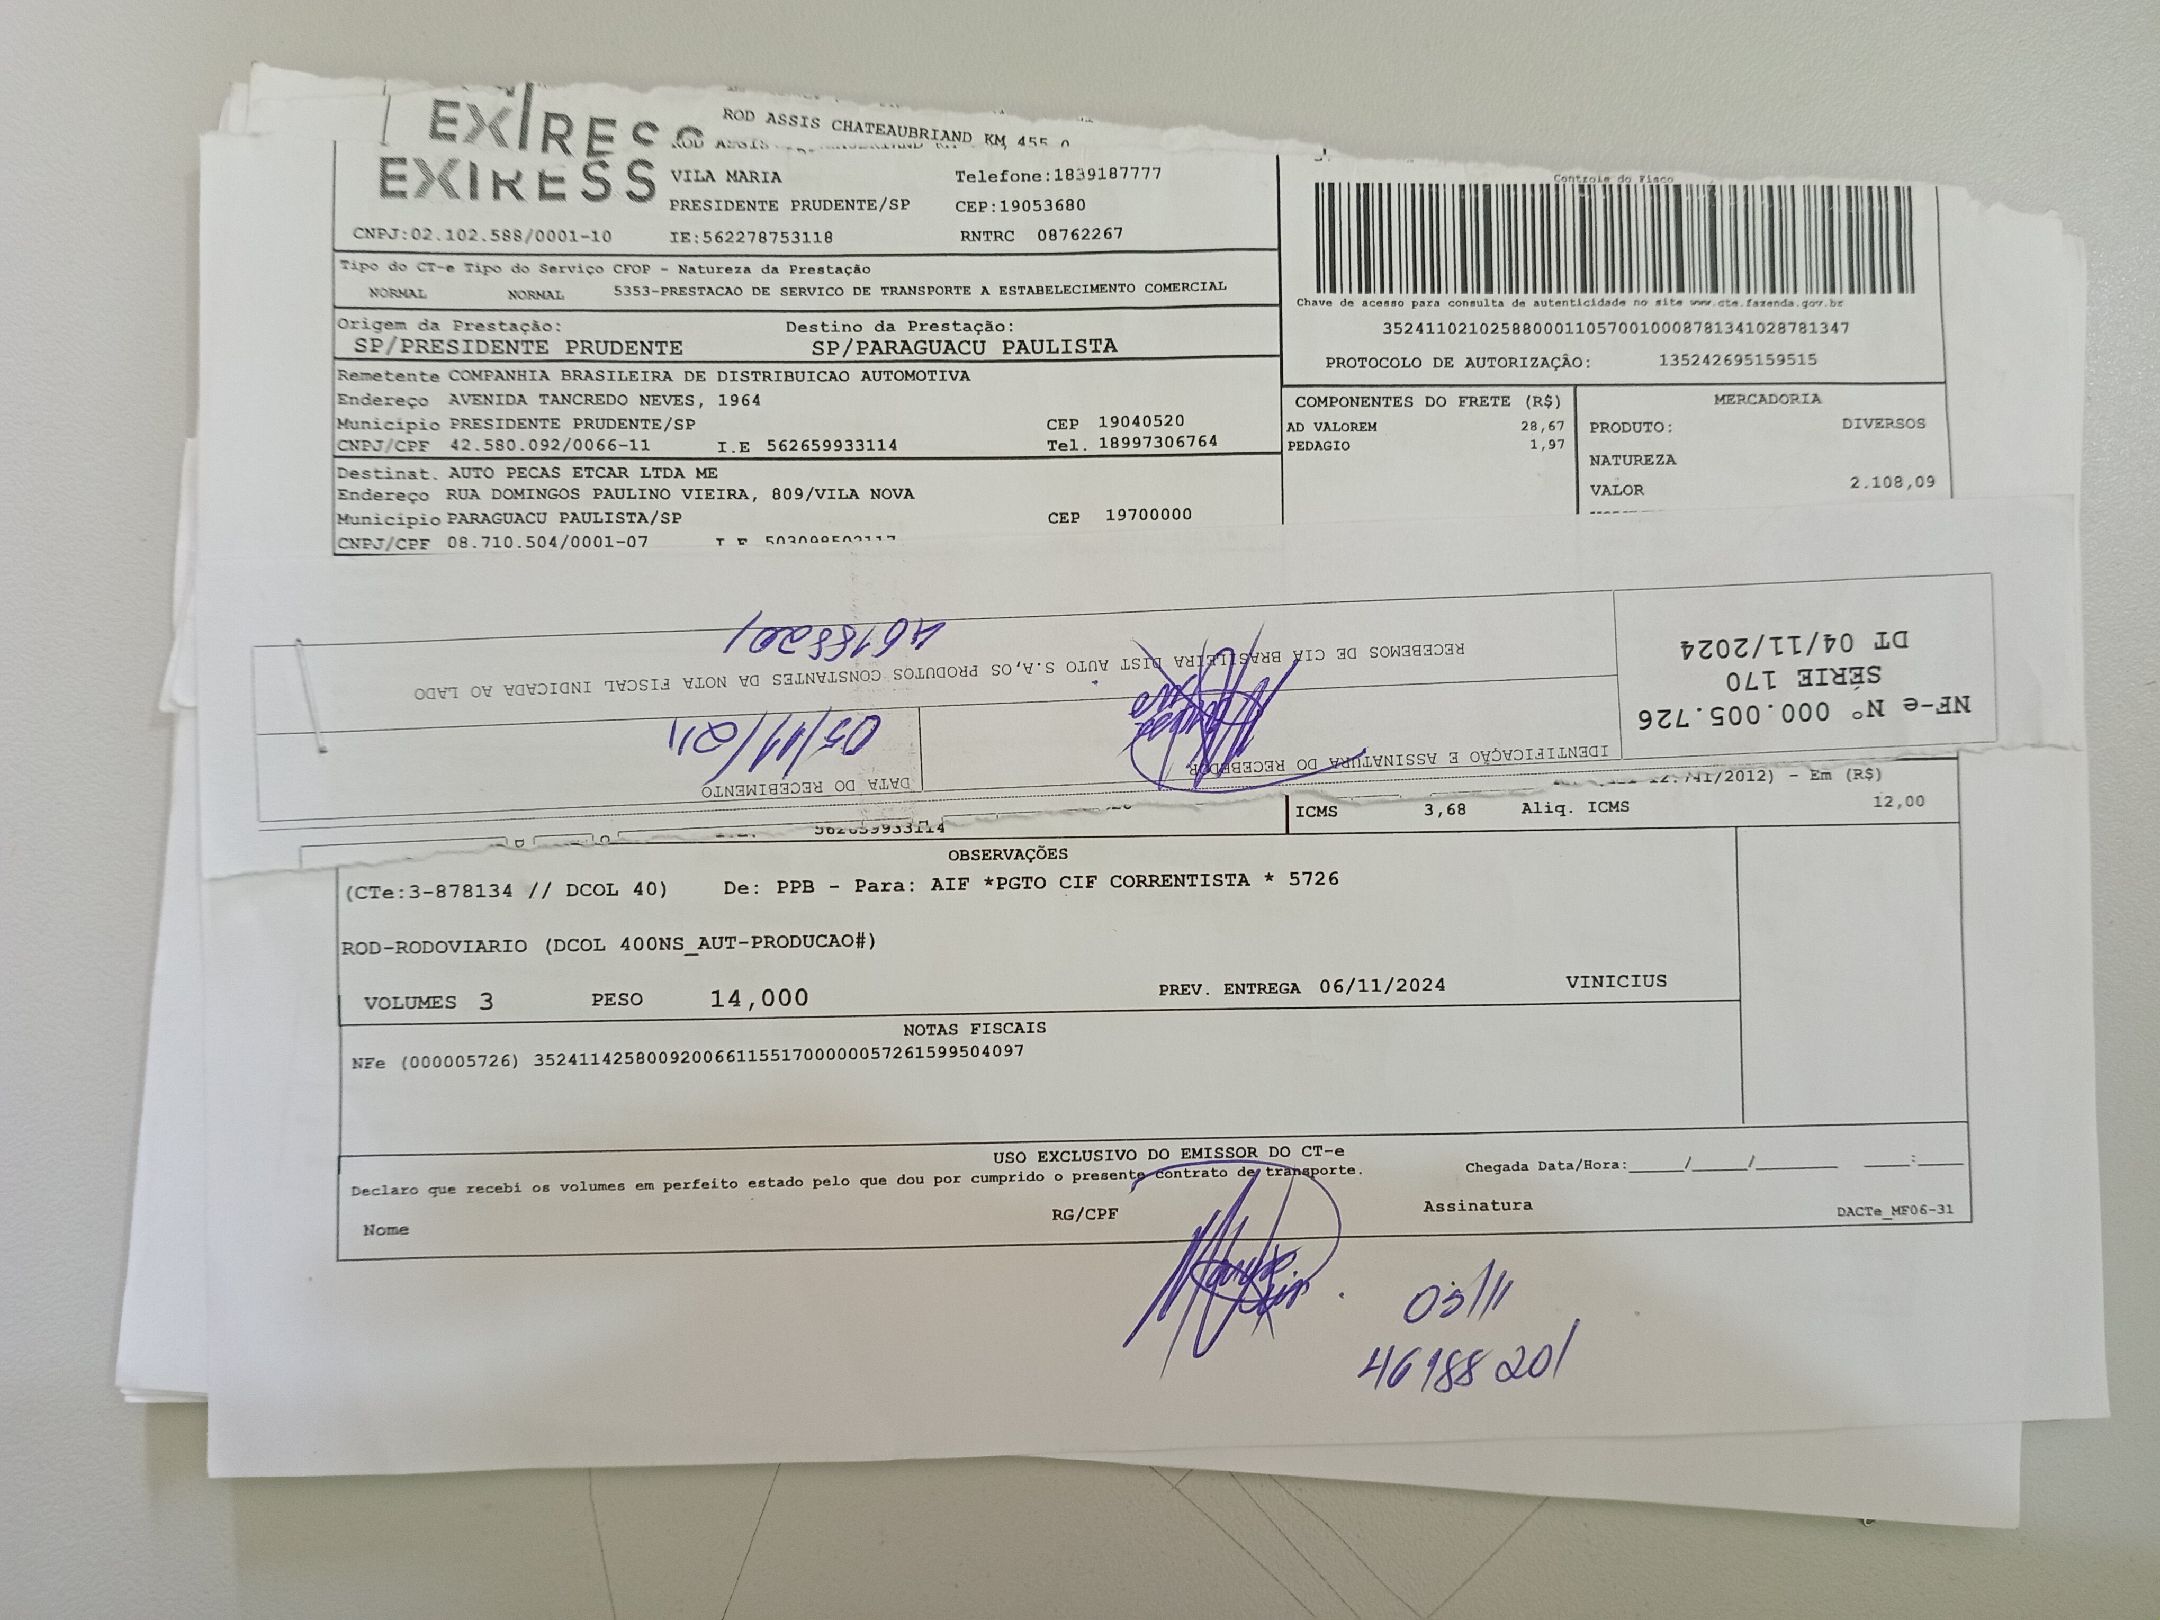 ROD ASSIS CHATEAUBRIAND KM 455
VILA MARIA Telefone:1839187777
PRESIDENTE PRUDENTE/SP CEP:19053680
CNPJ:02.102.588/0001-10 IE:562278753118 RNTRC 08762267
Tipo do CT-e Tipo do Serviço CFOP - Natureza da Prestação
NORMAL NORMAL 5353-PRESTACAO DE SERVICO DE TRANSPORTE A ESTABELECIMENTO COMERCIAL
Origem da Prestação: Destino da Prestação:
SP/PRESIDENTE PRUDENTE SP/PARAGUACU PAULISTA
Remetente COMPANHIA BRASILEIRA DE DISTRIBUICAO AUTOMOTIVA
Endereço AVENIDA TANCREDO NEVES, 1964
Municipio PRESIDENTE PRUDENTE/SP CEP 19040520
CNPJ/CPF 42.580.092/0066-11 I.E 562659933114 Tel. 18997306764
Destinat. AUTO PECAS ETCAR LTDA ME
Endereço RUA DOMINGOS PAULINO VIEIRA, 809/VILA NOVA
Municipio PARAGUACU PAULISTA/SP CEP 19700000
CNPJ/CPF 08.710.504/0001-07
Controle do Fisco
Chave de acesso para consulta de autenticidade no site www.cte.fazenda.gov.br
35241102102588000110570010008781341028781347
PROTOCOLO DE AUTORIZAÇÃO: 135242695159515
COMPONENTES DO FRETE (R$)
AD VALOREM 28,67
PEDAGIO 1,97
MERCADORIA
PRODUTO: DIVERSOS
NATUREZA
VALOR 2.108,09
NF-e Nº 000.005.726
SÉRIE 170
DT 04/11/2024
IDENTIFICAÇÃO E ASSINATURA DO RECEBEDOR
DATA DO RECEBIMENTO
05/11/24
RECEBEMOS DE CIA BRASILEIRA DIST AUTO S.A,OS PRODUTOS CONSTANTES DA NOTA FISCAL INDICADA AO LADO
46188201
/2012) - Em (R$)
562659933114
ICMS 3,68 Aliq. ICMS 12,00
OBSERVAÇÕES
(CTe:3-878134 // DCOL 40) De: PPB - Para: AIF *PGTO CIF CORRENTISTA * 5726
ROD-RODOVIARIO (DCOL 400NS_AUT-PRODUCAO#)
VOLUMES 3 PESO 14,000 PREV. ENTREGA 06/11/2024 VINICIUS
NOTAS FISCAIS
NFe (000005726) 35241142580092006611551700000057261599504097
USO EXCLUSIVO DO EMISSOR DO CT-e
Declaro que recebi os volumes em perfeito estado pelo que dou por cumprido o presente contrato de transporte.
Chegada Data/Hora:_____/_____/________ ____:____
Nome RG/CPF Assinatura DACTe_MF06-31
05/11
46188201